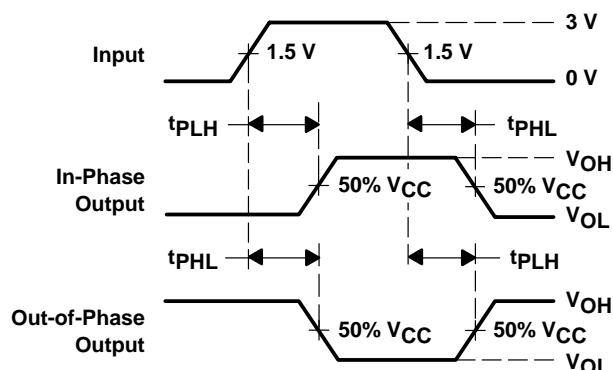 3 V
Input
1.5 V
1.5 V
0 V
tPLH
tPHL
In-Phase
Output
VOH
50% VCC
50% VCC
VOL
tPHL
tPLH
Out-of-Phase
Output
VOH
50% VCC
50% VCC
VOL